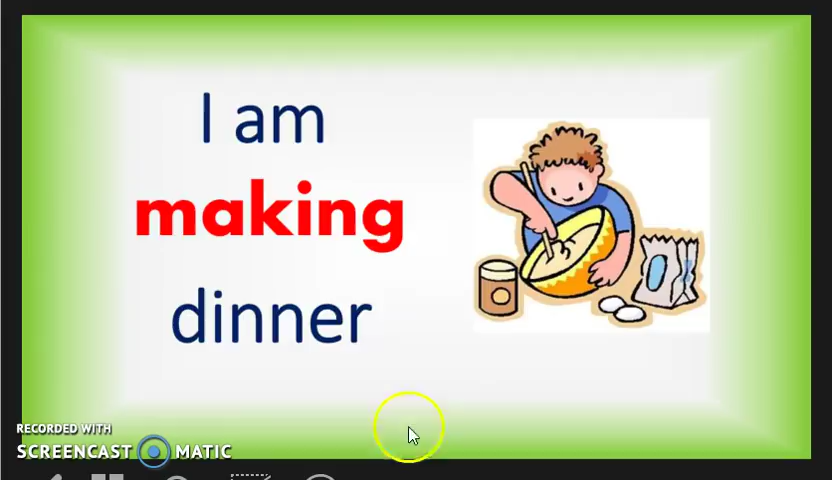 I am
making
dinner
RECORDED WITH
SCREENCAST MATIC